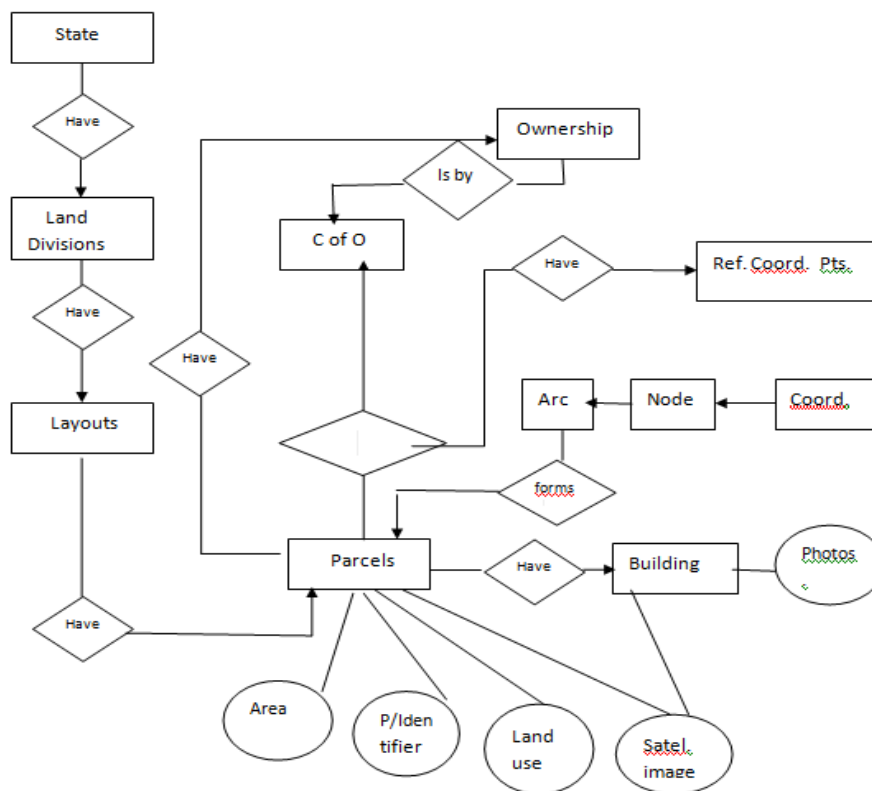 State
Have
Ownership
Is by
Land
Divisions
C of O
Have
Ref. Coord. Pts.
Have
Have
Layouts
Arc
Node
Coord.
forms
Parcels
Have
Building
Photos
.
Have
Area
P/Iden
tifier
Land
use
Satel.
image